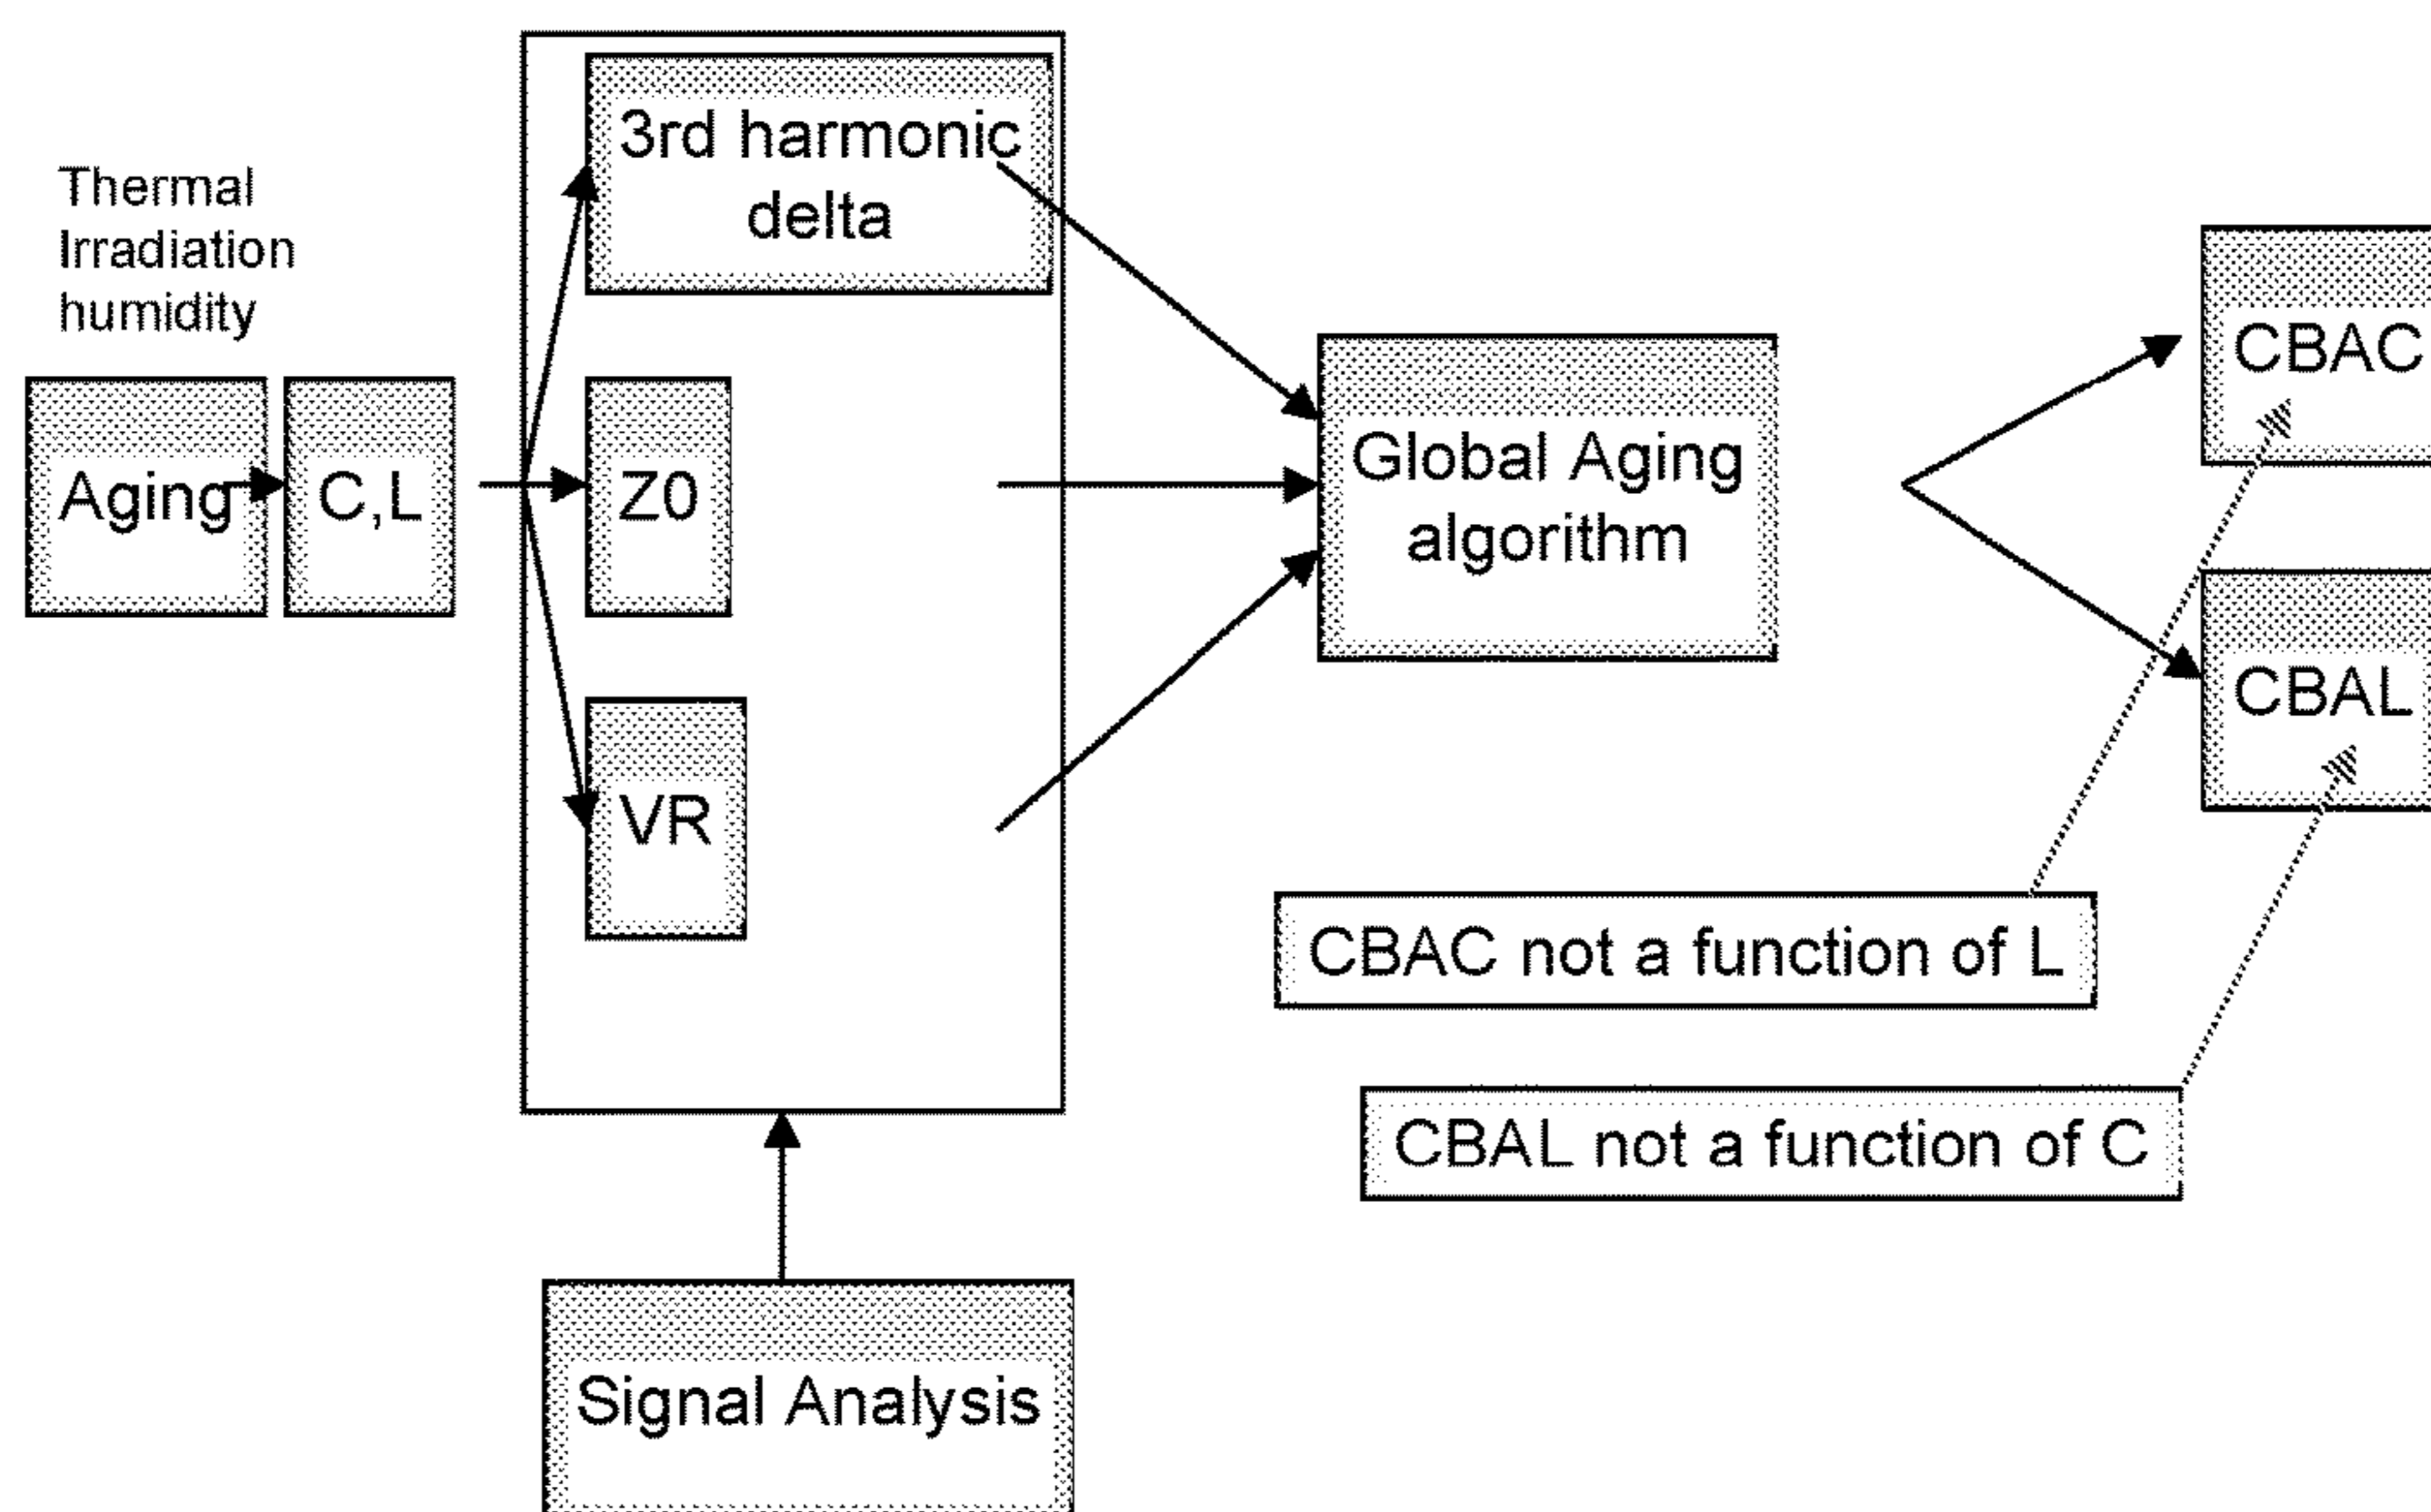 Thermal
Irradiation
humidity
Aging
C,L
3rd harmonic
delta
Z0
VR
Signal Analysis
Global Aging
algorithm
CBAC
CBAL
CBAC not a function of L
CBAL not a function of C